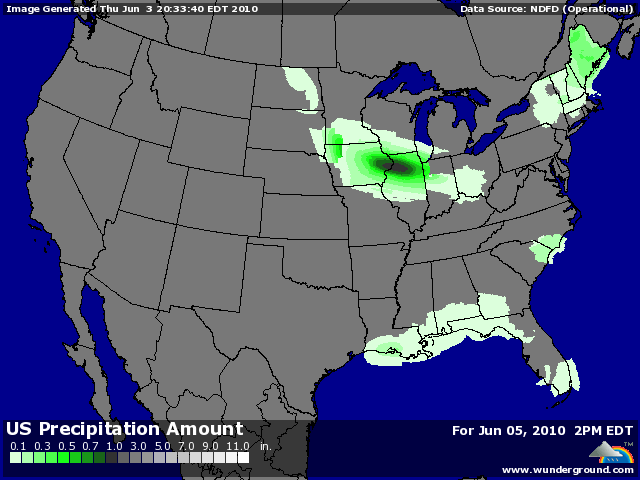 Image Generated Thu Jun 3 20:33:40 EDT 2010
Data Source: NDFD (Operational)
US Precipitation Amount
For Jun 05, 2010 2PM EDT
0.1 0.3 0.5 0.7 1.0 3.0 5.0 7.0 9.0 11.0 in.
TM
www.wunderground.com